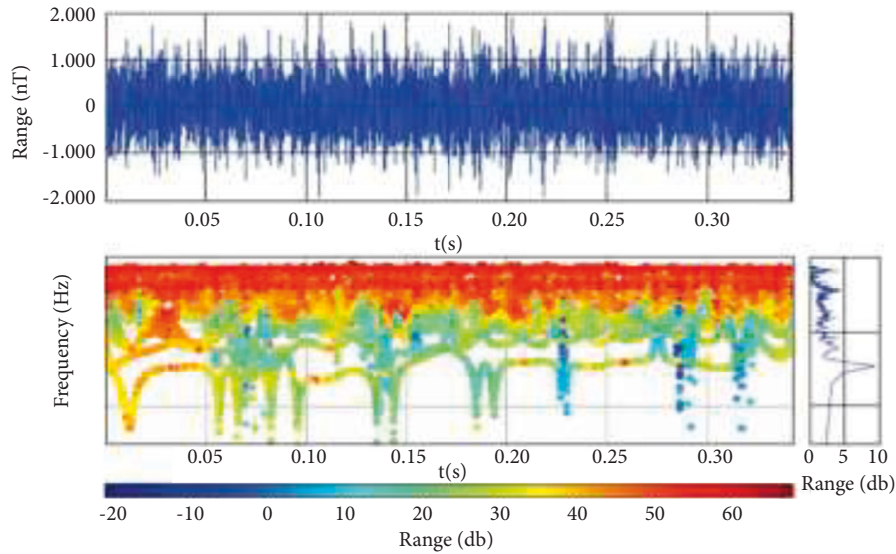 2.000
1.000
0
-1.000
-2.000
Range (nT)
0.05 0.10 0.15 0.20 0.25 0.30
t(s)
Frequency (Hz)
0.05 0.10 0.15 0.20 0.25 0.30
t(s)
0 5 10
Range (db)
-20 -10 0 10 20 30 40 50 60
Range (db)